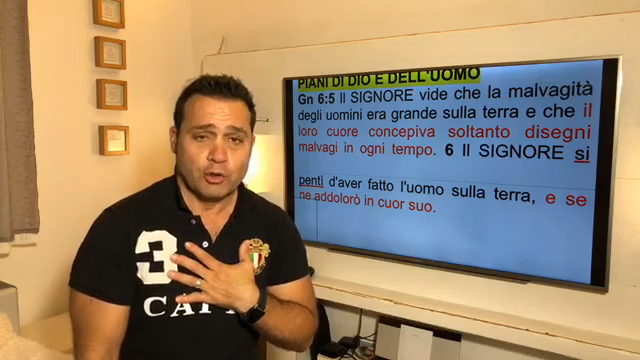 PIANI DI DIO E DELL'UOMO
Gn 6:5 Il SIGNORE vide che la malvagità
degli uomini era grande sulla terra e che il
loro cuore concepiva soltanto disegni
malvagi in ogni tempo. 6 Il SIGNORE si
pentì d'aver fatto l'uomo sulla terra, e se
ne addolorò in cuor suo.
3